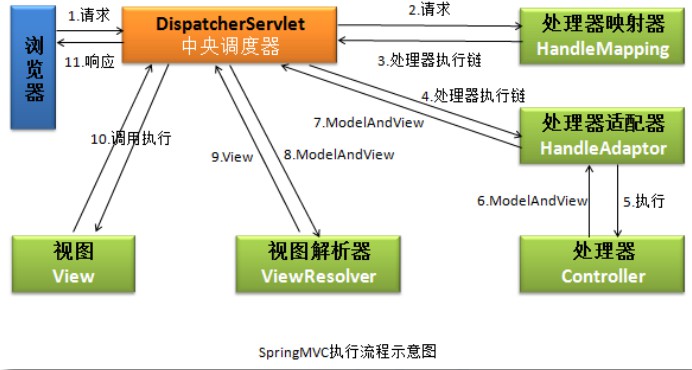 1.请求
2.请求
浏览器
DispatcherServlet
中央调度器
处理器映射器
HandleMapping
11.响应
3.处理器执行链
4.处理器执行链
7.ModelAndView
处理器适配器
HandleAdaptor
10.调用执行
9.View
8.ModelAndView
6.ModelAndView
5.执行
视图
View
视图解析器
ViewResolver
处理器
Controller
SpringMVC执行流程示意图